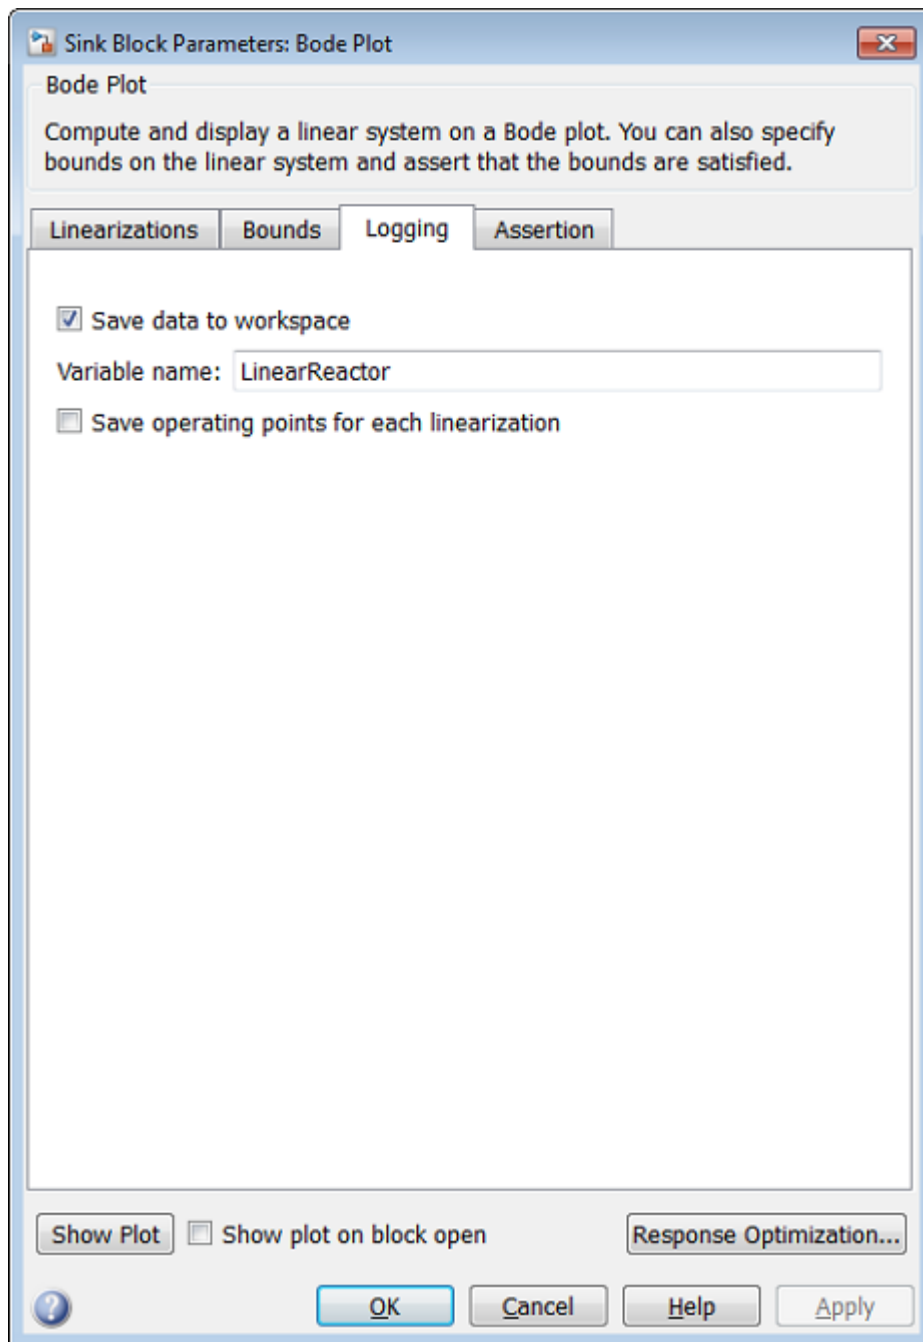 Sink Block Parameters: Bode Plot
Bode Plot
Compute and display a linear system on a Bode plot. You can also specify
bounds on the linear system and assert that the bounds are satisfied.
Linearizations Bounds Logging Assertion
Save data to workspace
Variable name: LinearReactor
Save operating points for each linearization
Show Plot Show plot on block open Response Optimization...
? OK Cancel Help Apply